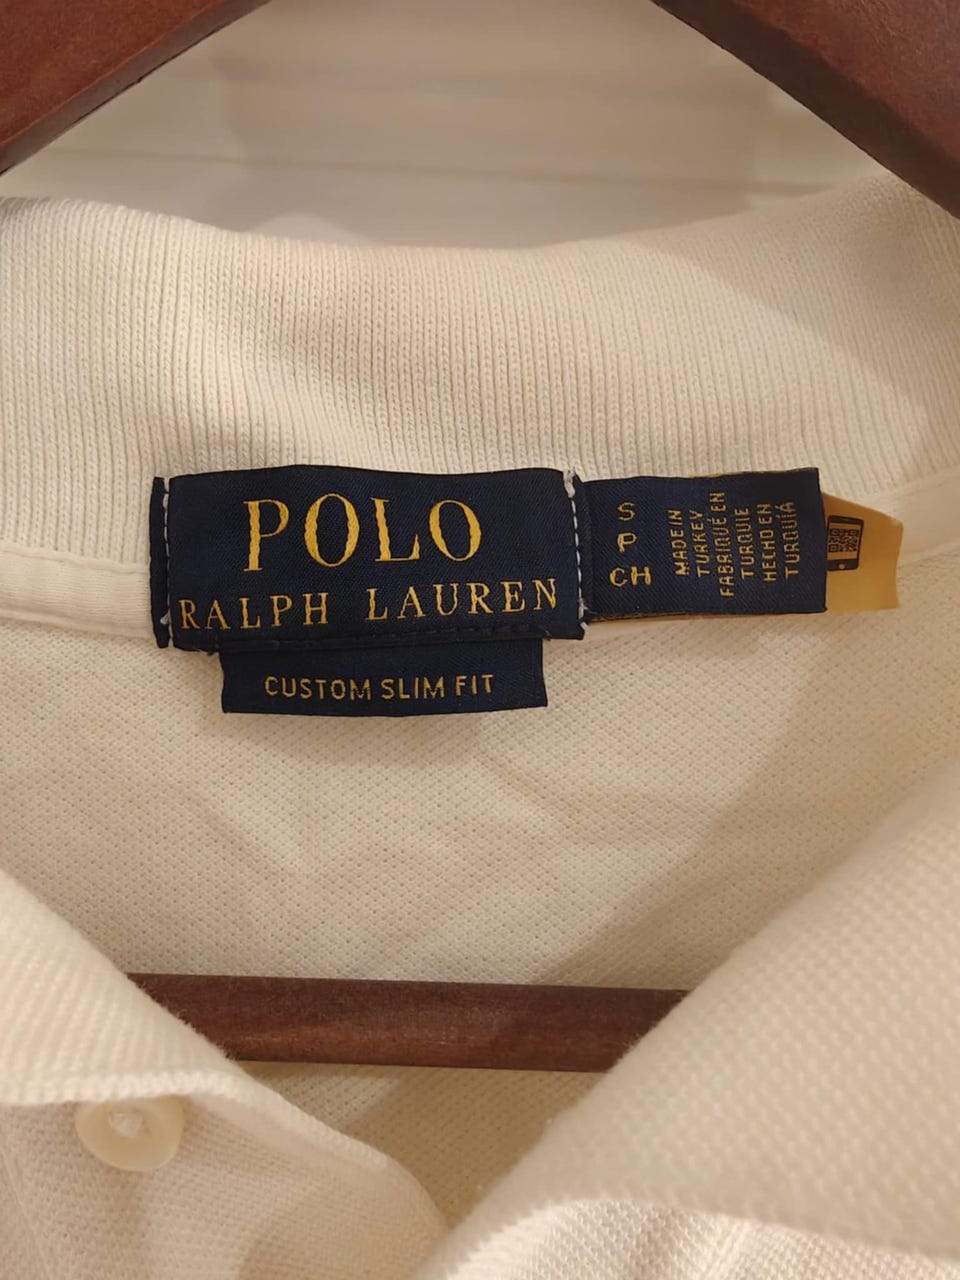 POLO
RALPH LAUREN
CUSTOM SLIM FIT
S
P
CH
MADE IN
TURKEY
FABRIQUÉ EN
TURQUIE
HECHO EN
TURQUÍA